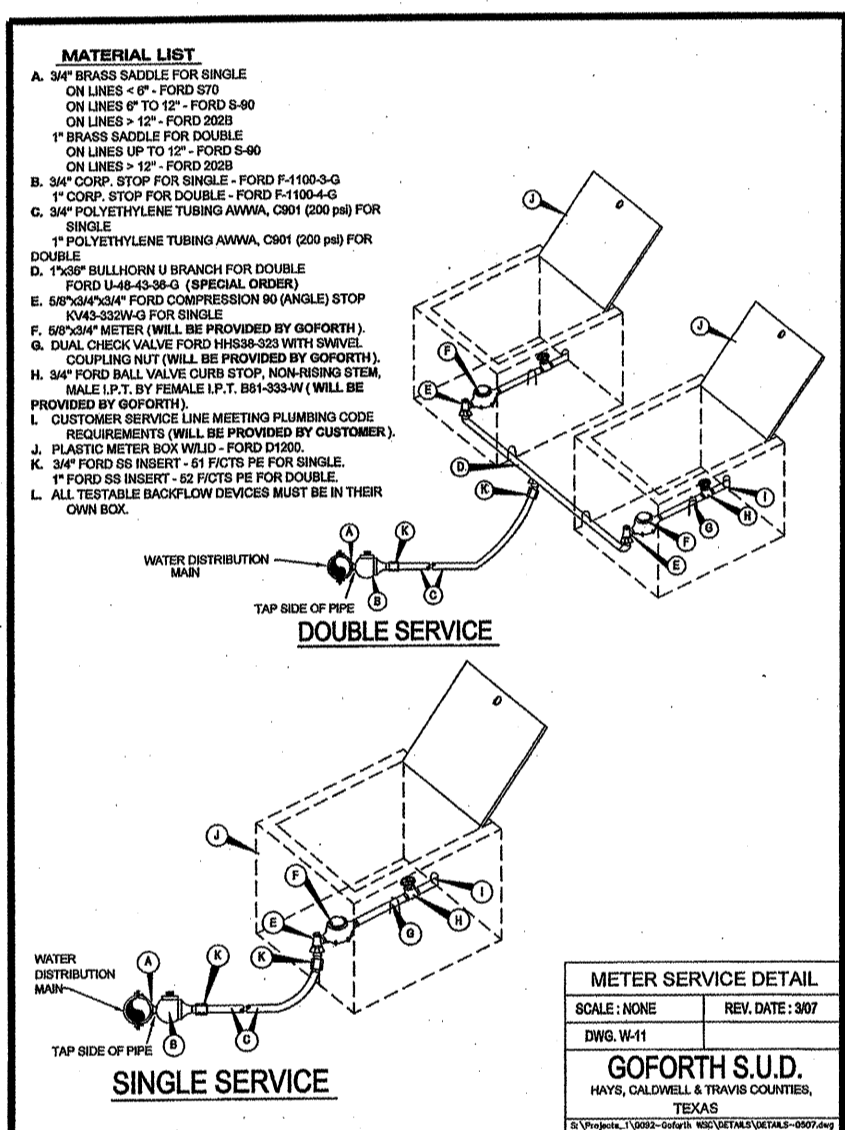 MATERIAL LIST
A. 3/4" BRASS SADDLE FOR SINGLE
ON LINES < 6" - FORD S70
ON LINES 6" TO 12" - FORD S-90
ON LINES > 12" - FORD 202B
1" BRASS SADDLE FOR DOUBLE
ON LINES UP TO 12" - FORD S-90
ON LINES > 12" - FORD 202B
B. 3/4" CORP. STOP FOR SINGLE - FORD F-1100-3-G
1" CORP. STOP FOR DOUBLE - FORD F-1100-4-G
C. 3/4" POLYETHYLENE TUBING AWWA, C901 (200 psi) FOR
SINGLE
1" POLYETHYLENE TUBING AWWA, C901 (200 psi) FOR
DOUBLE
D. 1"x36" BULLHORN U BRANCH FOR DOUBLE
FORD U-48-43-36-G (SPECIAL ORDER)
E. 5/8"x3/4"x3/4" FORD COMPRESSION 90 (ANGLE) STOP
KV43-332W-G FOR SINGLE
F. 5/8"x3/4" METER (WILL BE PROVIDED BY GOFORTH).
G. DUAL CHECK VALVE FORD HHS38-323 WITH SWIVEL
COUPLING NUT (WILL BE PROVIDED BY GOFORTH).
H. 3/4" FORD BALL VALVE CURB STOP, NON-RISING STEM,
MALE I.P.T. BY FEMALE I.P.T. B81-333-W ( WILL BE
PROVIDED BY GOFORTH).
I. CUSTOMER SERVICE LINE MEETING PLUMBING CODE
REQUIREMENTS (WILL BE PROVIDED BY CUSTOMER).
J. PLASTIC METER BOX W/LID - FORD D1200.
K. 3/4" FORD SS INSERT - 51 F/CTS PE FOR SINGLE.
1" FORD SS INSERT - 52 F/CTS PE FOR DOUBLE.
L. ALL TESTABLE BACKFLOW DEVICES MUST BE IN THEIR
OWN BOX.
J
J
F
E
D
K
I
H
G
F
E
A
K
WATER DISTRIBUTION
MAIN
TAP SIDE OF PIPE
B
C
DOUBLE SERVICE
J
F
E
I
H
G
K
K
A
WATER
DISTRIBUTION
MAIN
TAP SIDE OF PIPE
B
C
SINGLE SERVICE
METER SERVICE DETAIL
SCALE : NONE
REV. DATE : 3/07
DWG. W-11
GOFORTH S.U.D.
HAYS, CALDWELL & TRAVIS COUNTIES,
TEXAS
S:\Projects_1\0092-Goforth WSC\DETAILS\DETAILS-0507.dwg